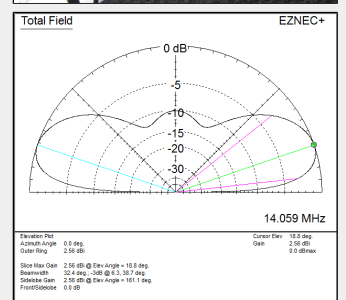 Total Field
EZNEC+
0 dB
-5
-10
-15
-20
-30
14.059 MHz
Elevation Plot
Cursor Elev 18.8 deg.
Azimuth Angle 0.0 deg.
Gain 2.56 dBi
Outer Ring 2.56 dBi
0.0 dBmax
Slice Max Gain 2.56 dBi @ Elev Angle = 18.8 deg.
Beamwidth 32.4 deg.; -3dB @ 6.3, 38.7 deg.
Sidelobe Gain 2.56 dBi @ Elev Angle = 161.1 deg.
Front/Sidelobe 0.0 dB